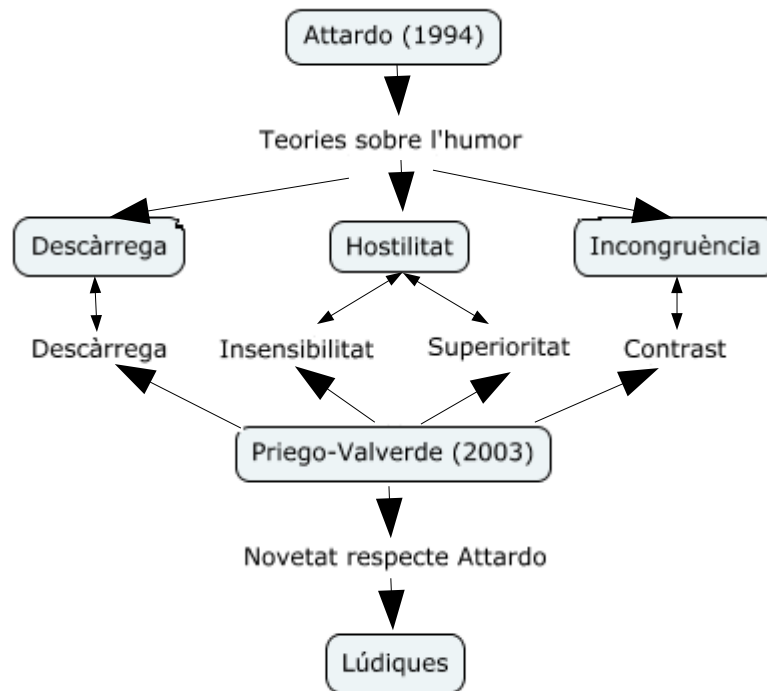 Attardo (1994)
Teories sobre l'humor
Descàrrega
Hostilitat
Incongruència
Descàrrega
Insensibilitat
Superioritat
Contrast
Priego-Valverde (2003)
Novetat respecte Attardo
Lúdiques